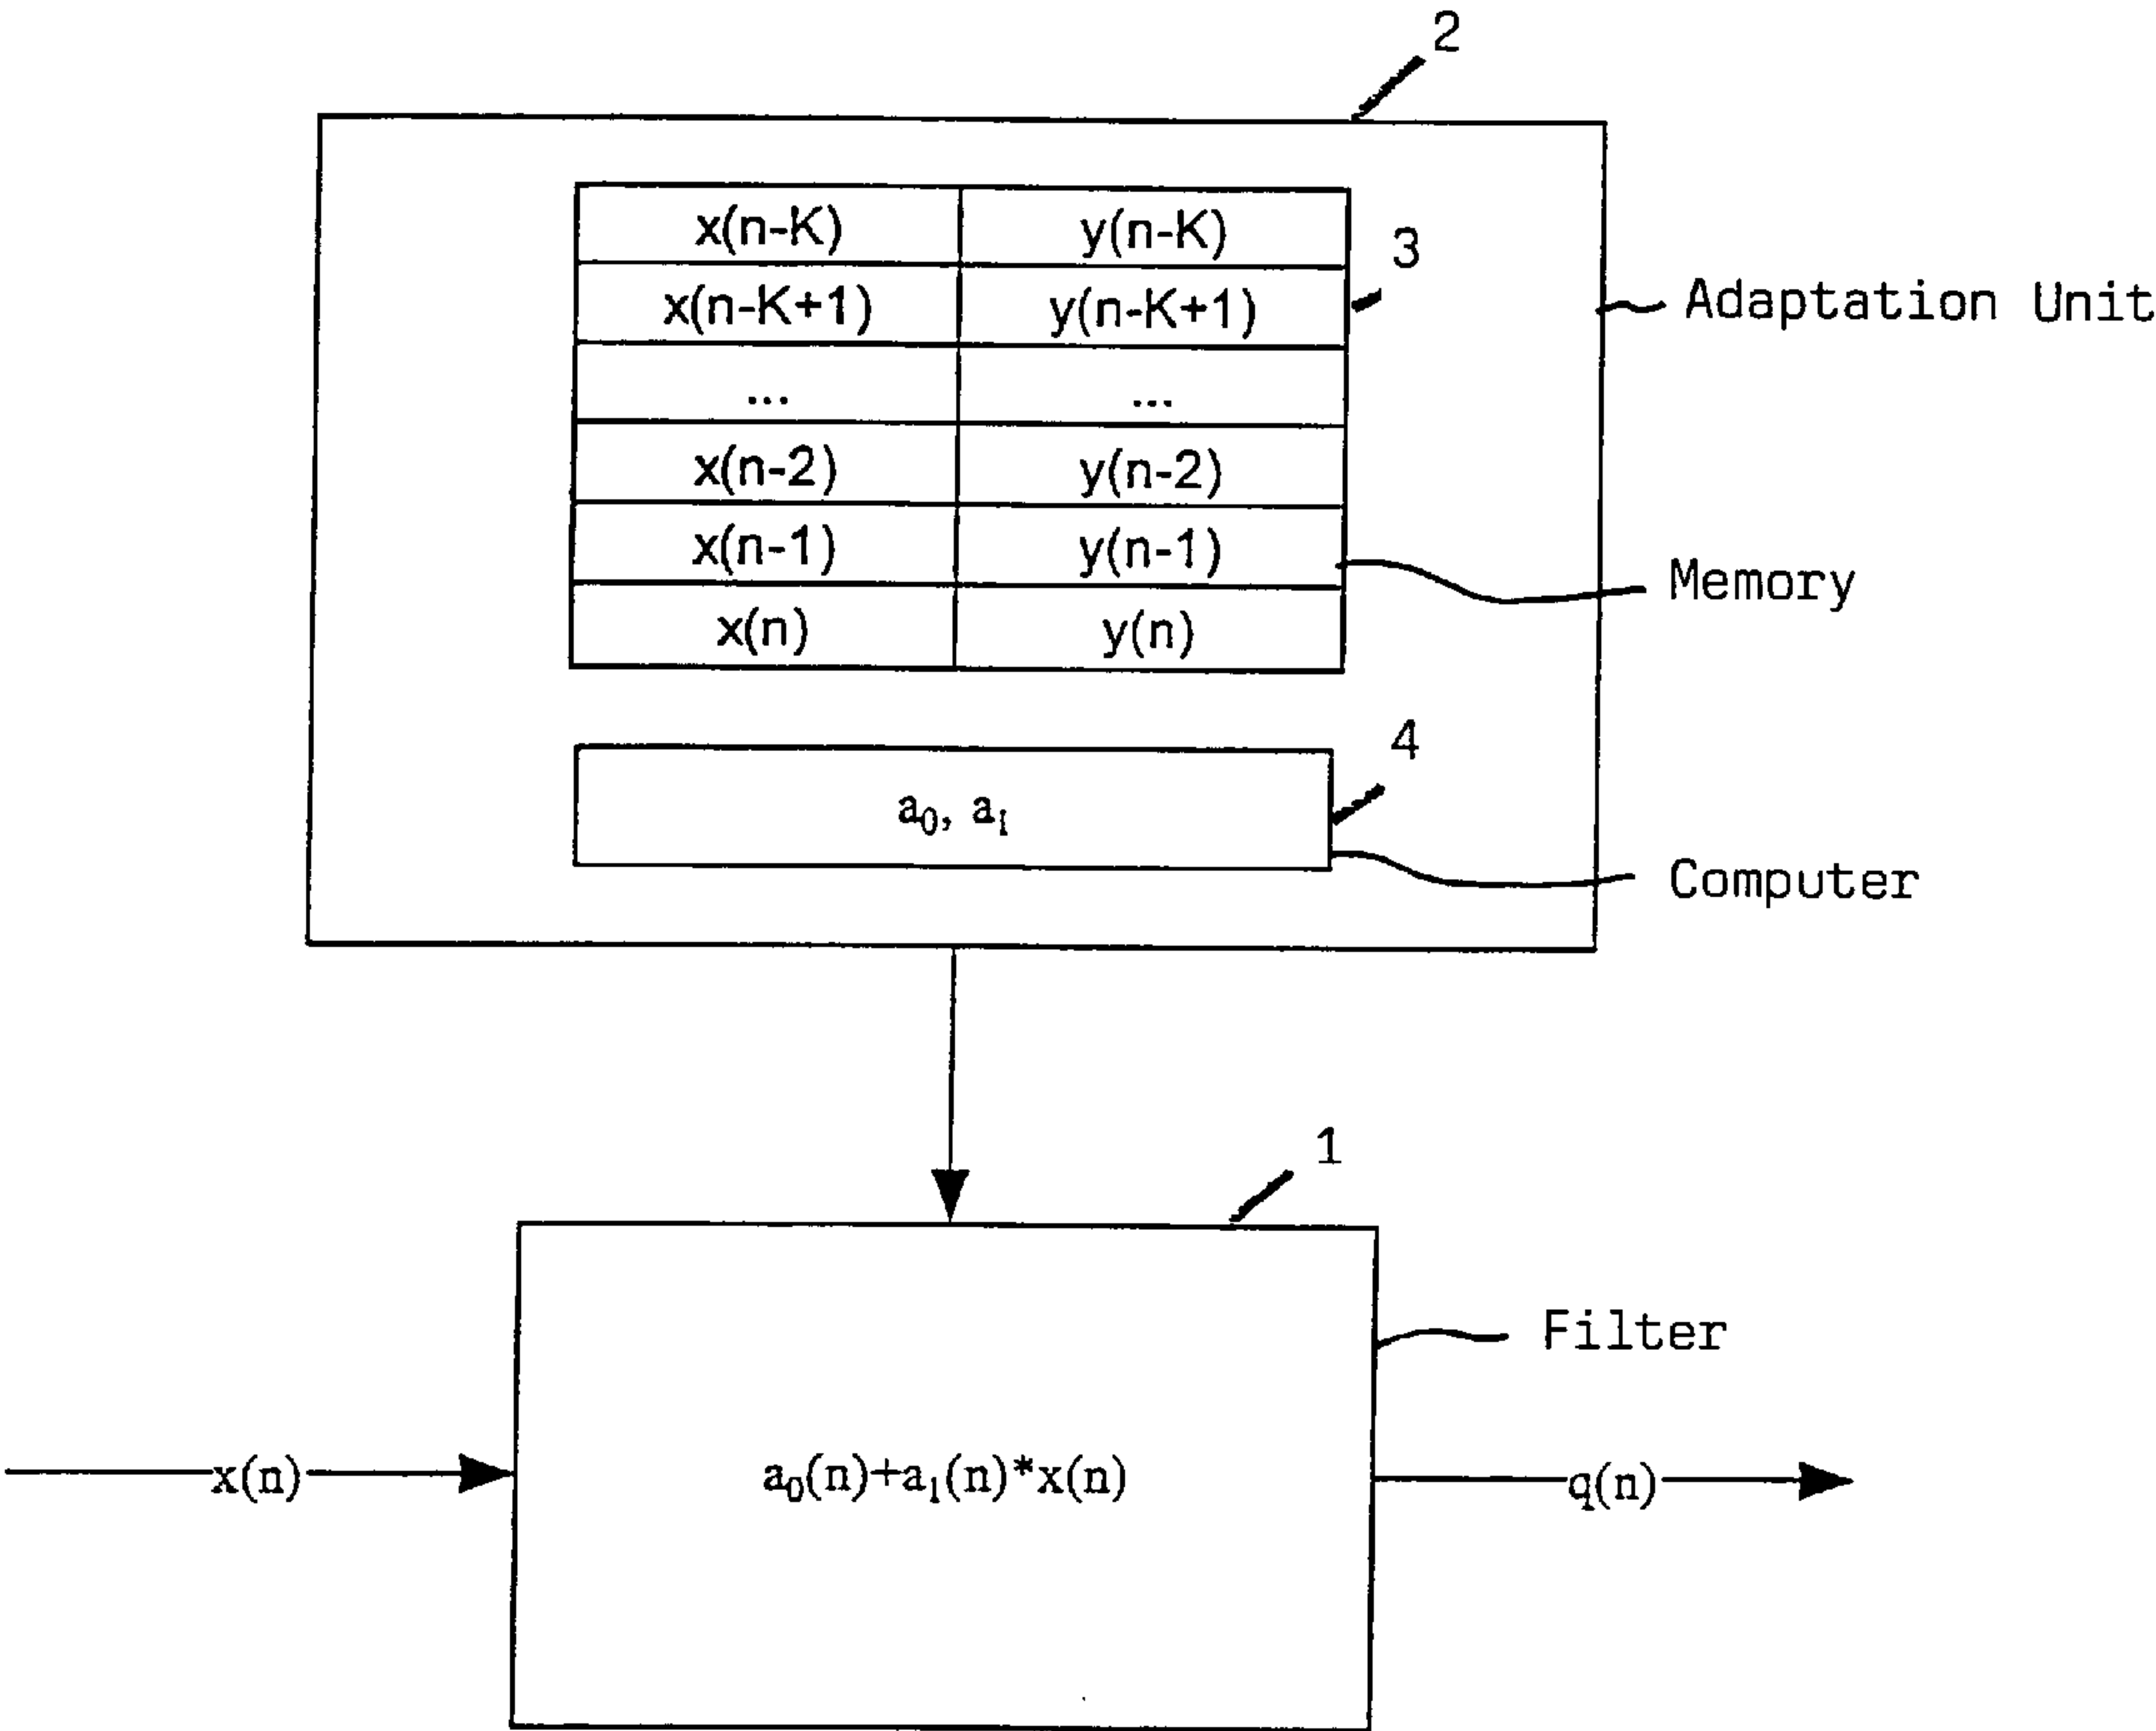 2
x(n-K) y(n-K)
3
x(n-K+1) y(n-K+1)
Adaptation Unit
... ...
x(n-2) y(n-2)
x(n-1) y(n-1)
Memory
x(n) y(n)
4
a₀, a₁
Computer
1
Filter
x(n) a₀(n)+a₁(n)*x(n) q(n)